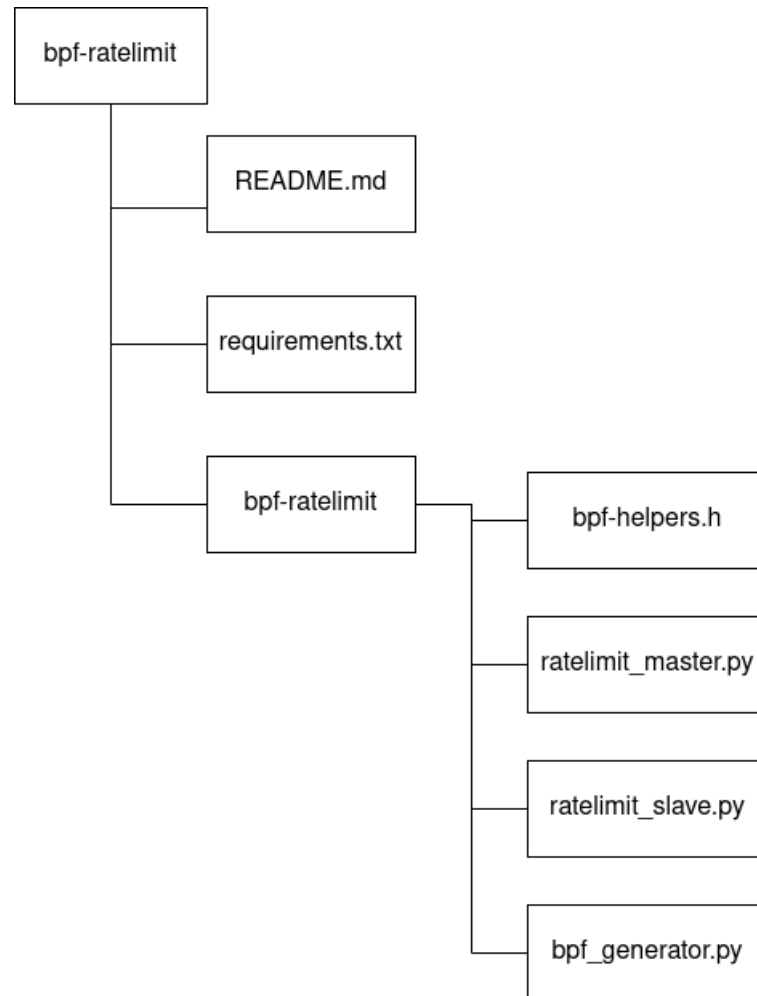 bpf-ratelimit
README.md
requirements.txt
bpf-ratelimit
bpf-helpers.h
ratelimit_master.py
ratelimit_slave.py
bpf_generator.py